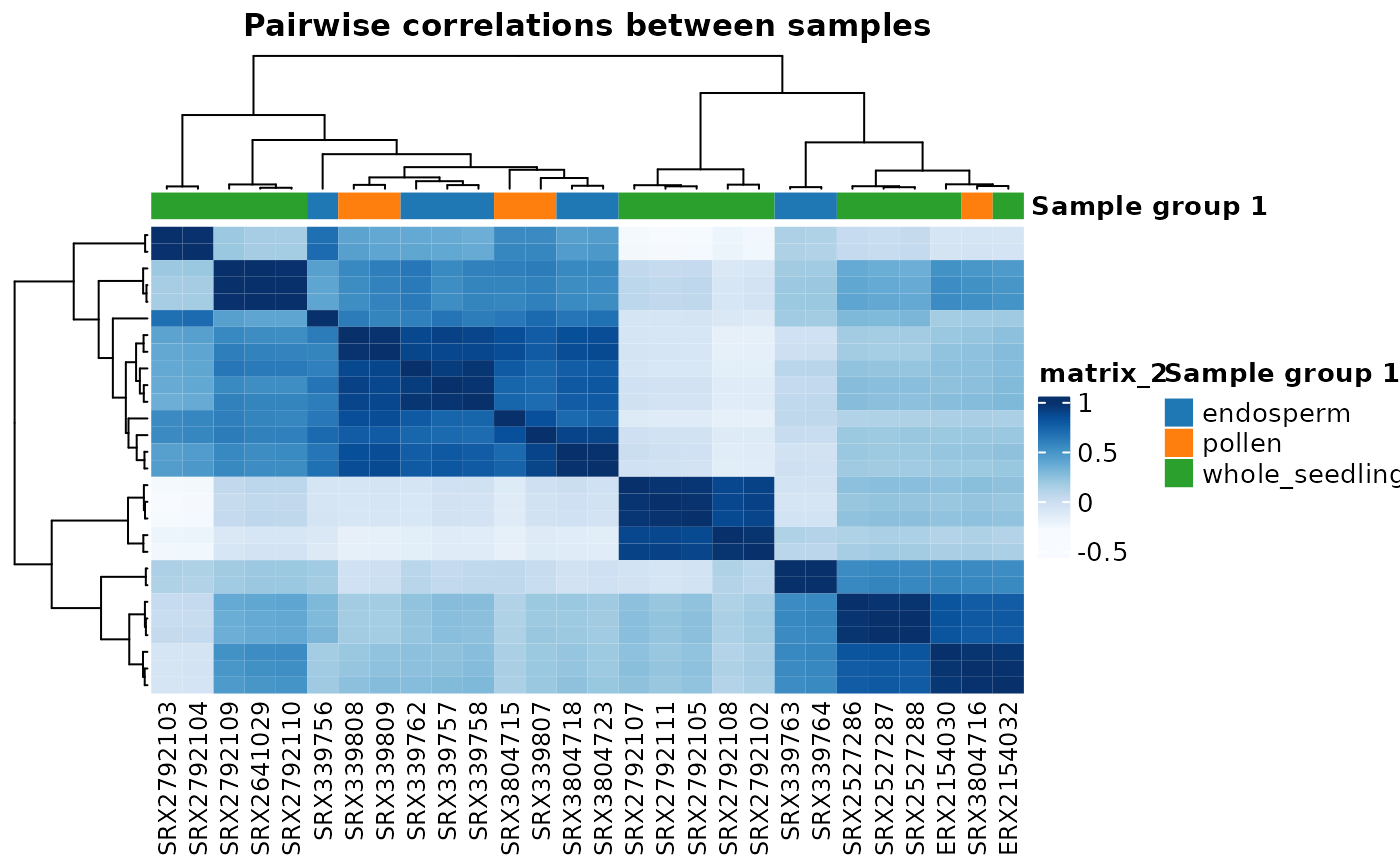 Pairwise correlations between samples
Sample group 1
matrix_2
Sample group 1
1
0.5
0
-0.5
endosperm
pollen
whole_seedling
SRX2792103
SRX2792104
SRX2792109
SRX2641029
SRX2792110
SRX339756
SRX339808
SRX339809
SRX339762
SRX339757
SRX339758
SRX3804715
SRX339807
SRX3804718
SRX3804723
SRX2792107
SRX2792111
SRX2792105
SRX2792108
SRX2792102
SRX339763
SRX339764
SRX2527286
SRX2527287
SRX2527288
ERX2154030
SRX3804716
ERX2154032